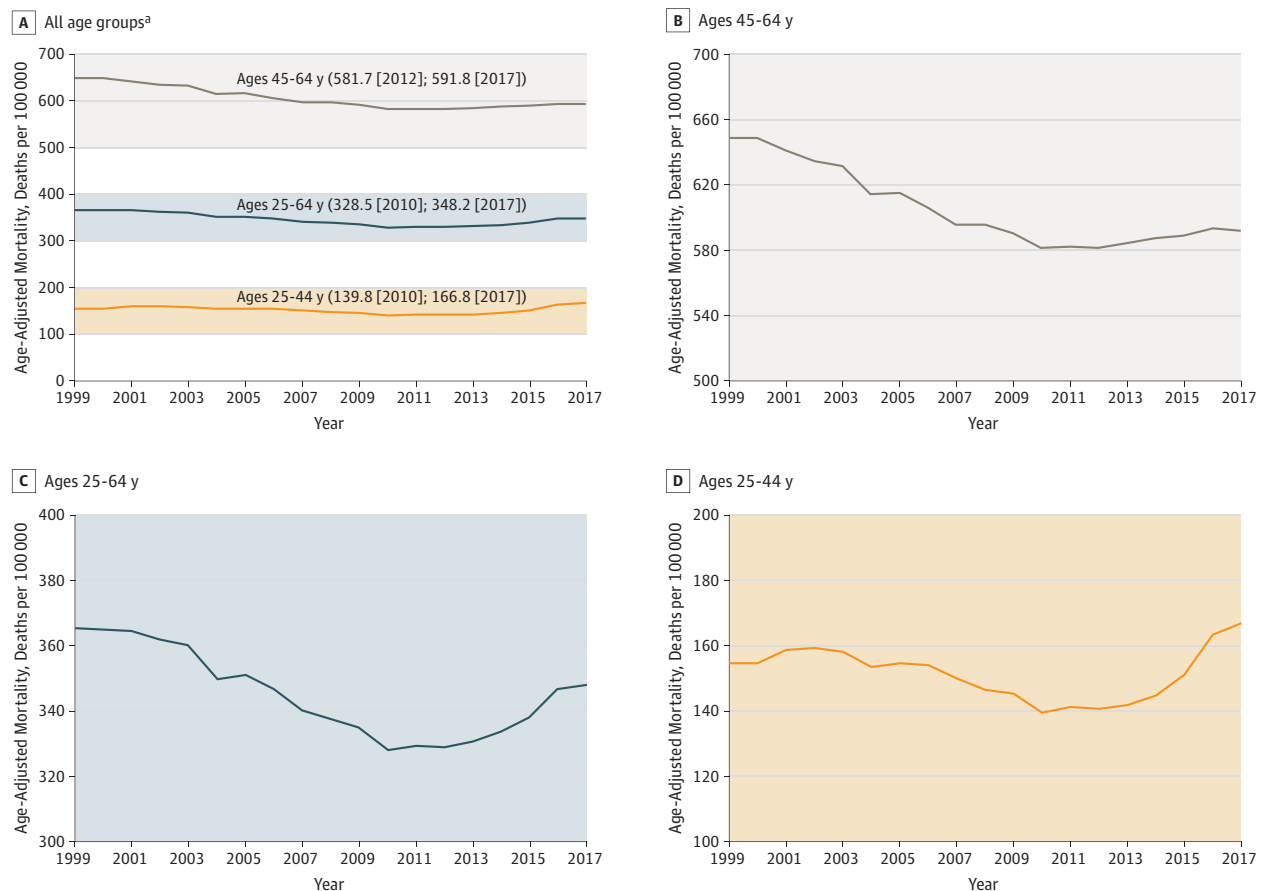 A All age groupsa
Age-Adjusted Mortality, Deaths per 100 000
700
600
500
400
300
200
100
0
Ages 45-64 y (581.7 [2012]; 591.8 [2017])
Ages 25-64 y (328.5 [2010]; 348.2 [2017])
Ages 25-44 y (139.8 [2010]; 166.8 [2017])
1999 2001 2003 2005 2007 2009 2011 2013 2015 2017
Year
B Ages 45-64 y
Age-Adjusted Mortality, Deaths per 100 000
700
660
620
580
540
500
1999 2001 2003 2005 2007 2009 2011 2013 2015 2017
Year
C Ages 25-64 y
Age-Adjusted Mortality, Deaths per 100 000
400
380
360
340
320
300
1999 2001 2003 2005 2007 2009 2011 2013 2015 2017
Year
D Ages 25-44 y
Age-Adjusted Mortality, Deaths per 100 000
200
180
160
140
120
100
1999 2001 2003 2005 2007 2009 2011 2013 2015 2017
Year